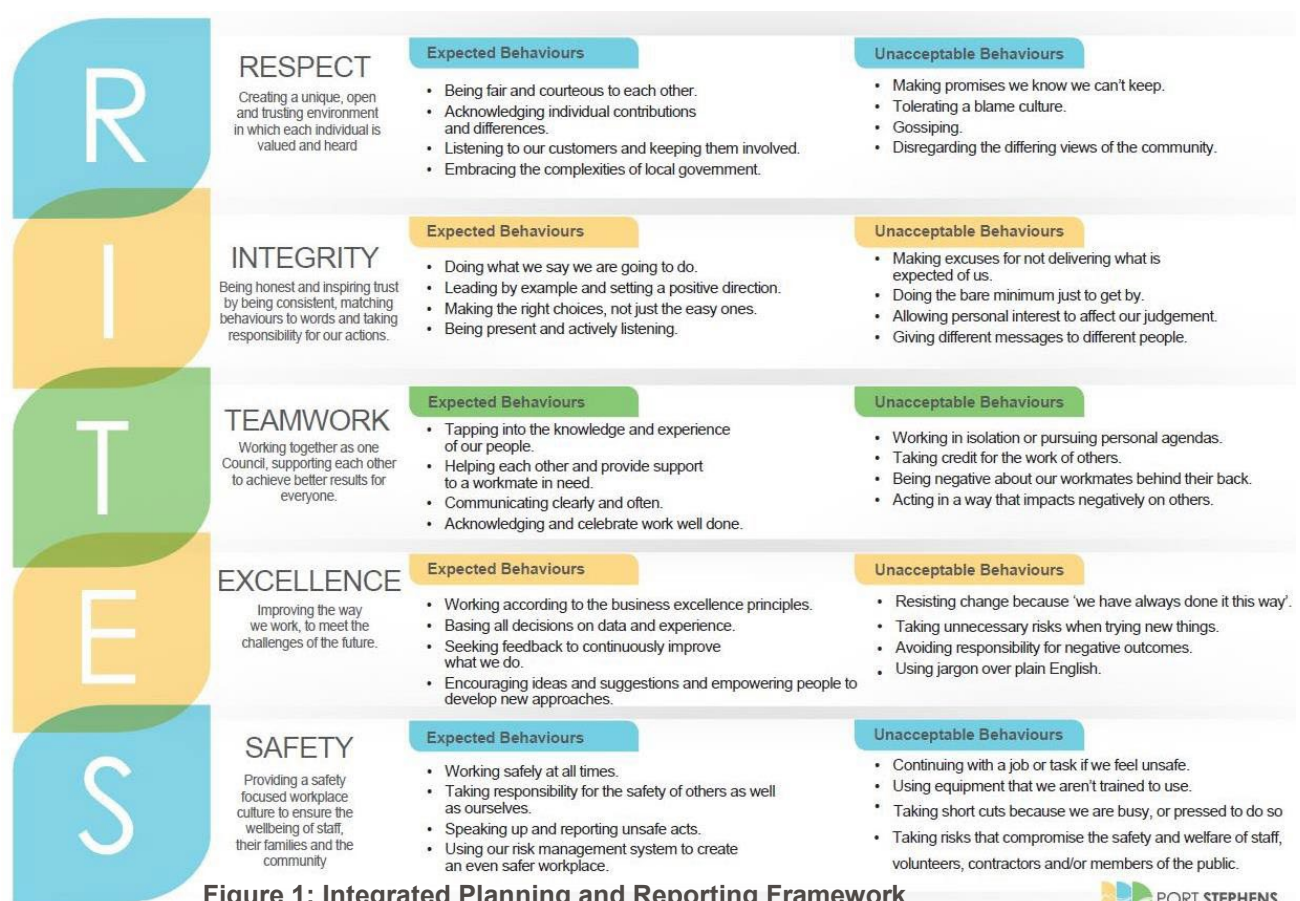 R
RESPECT
Creating a unique, open
and trusting environment
in which each individual is
valued and heard
Expected Behaviours
• Being fair and courteous to each other.
• Acknowledging individual contributions
and differences.
• Listening to our customers and keeping them involved.
• Embracing the complexities of local government.
Unacceptable Behaviours
• Making promises we know we can't keep.
• Tolerating a blame culture.
• Gossiping.
• Disregarding the differing views of the community.
I
INTEGRITY
Being honest and inspiring trust
by being consistent, matching
behaviours to words and taking
responsibility for our actions.
Expected Behaviours
• Doing what we say we are going to do.
• Leading by example and setting a positive direction.
• Making the right choices, not just the easy ones.
• Being present and actively listening.
Unacceptable Behaviours
• Making excuses for not delivering what is
expected of us.
• Doing the bare minimum just to get by.
• Allowing personal interest to affect our judgement.
• Giving different messages to different people.
T
TEAMWORK
Working together as one
Council, supporting each other
to achieve better results for
everyone.
Expected Behaviours
• Tapping into the knowledge and experience
of our people.
• Helping each other and provide support
to a workmate in need.
• Communicating clearly and often.
• Acknowledging and celebrate work well done.
Unacceptable Behaviours
• Working in isolation or pursuing personal agendas.
• Taking credit for the work of others.
• Being negative about our workmates behind their back.
• Acting in a way that impacts negatively on others.
E
EXCELLENCE
Improving the way
we work, to meet the
challenges of the future.
Expected Behaviours
• Working according to the business excellence principles.
• Basing all decisions on data and experience.
• Seeking feedback to continuously improve
what we do.
• Encouraging ideas and suggestions and empowering people to
develop new approaches.
Unacceptable Behaviours
• Resisting change because 'we have always done it this way'.
• Taking unnecessary risks when trying new things.
• Avoiding responsibility for negative outcomes.
• Using jargon over plain English.
S
SAFETY
Providing a safety
focused workplace
culture to ensure the
wellbeing of staff,
their families and the
community
Expected Behaviours
• Working safely at all times.
• Taking responsibility for the safety of others as well
as ourselves.
• Speaking up and reporting unsafe acts.
• Using our risk management system to create
an even safer workplace.
Unacceptable Behaviours
• Continuing with a job or task if we feel unsafe.
• Using equipment that we aren't trained to use.
• Taking short cuts because we are busy, or pressed to do so
• Taking risks that compromise the safety and welfare of staff,
volunteers, contractors and/or members of the public.
Figure 1: Integrated Planning and Reporting Framework
PORT STEPHENS